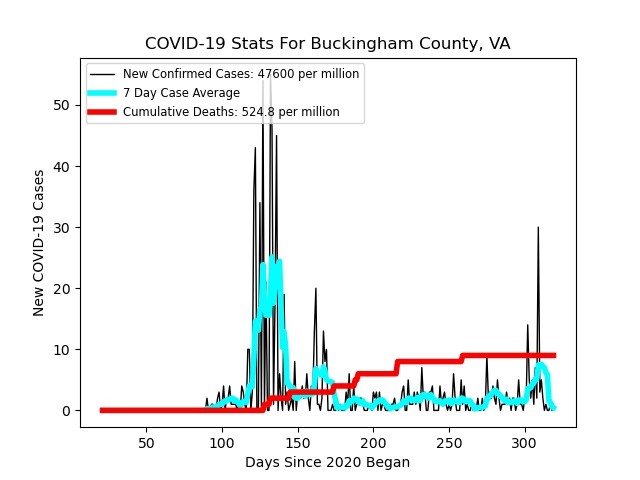 COVID-19 Stats For Buckingham County, VA
New Confirmed Cases: 47600 per million
7 Day Case Average
Cumulative Deaths: 524.8 per million
New COVID-19 Cases
50
40
30
20
10
0
50 100 150 200 250 300
Days Since 2020 Began